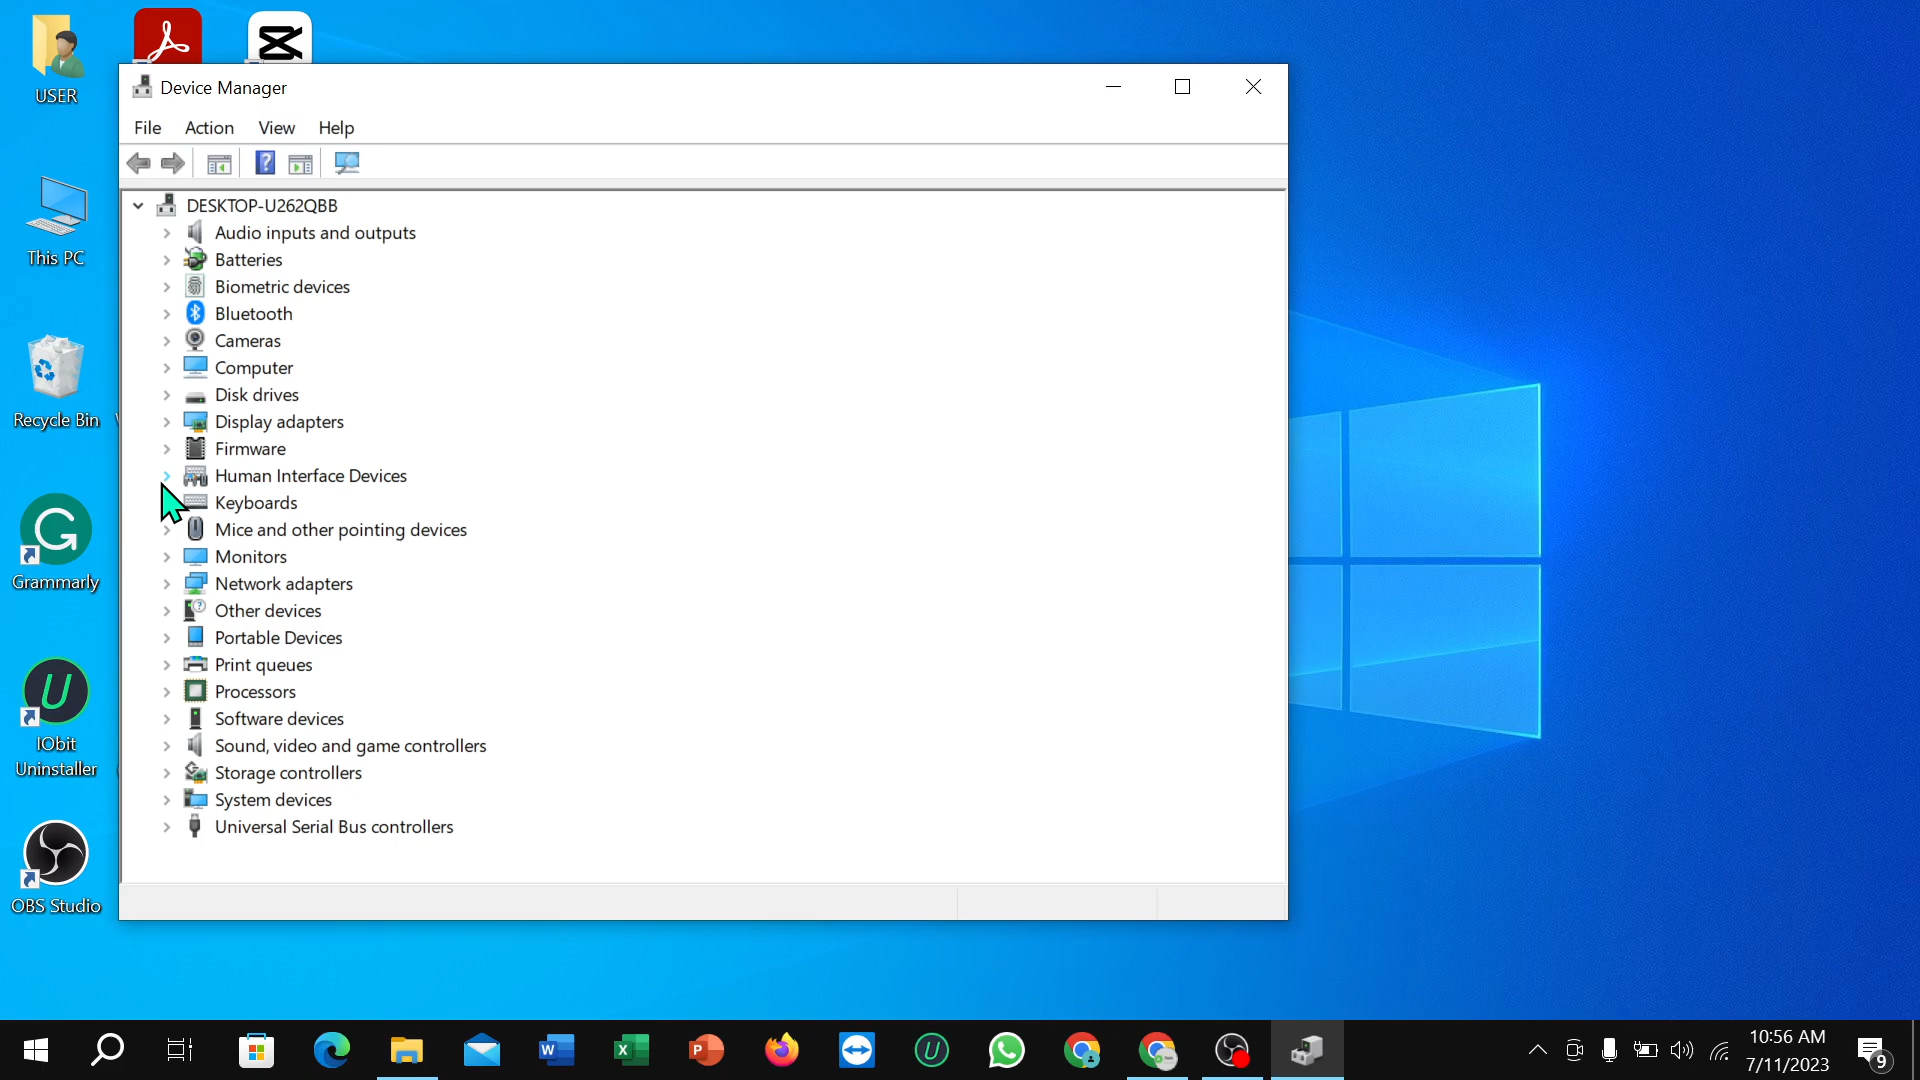 USER
This PC
Recycle Bin
Grammarly
IObit
Uninstaller
OBS Studio
Device Manager
File Action View Help
DESKTOP-U262QBB
Audio inputs and outputs
Batteries
Biometric devices
Bluetooth
Cameras
Computer
Disk drives
Display adapters
Firmware
Human Interface Devices
Keyboards
Mice and other pointing devices
Monitors
Network adapters
Other devices
Portable Devices
Print queues
Processors
Software devices
Sound, video and game controllers
Storage controllers
System devices
Universal Serial Bus controllers
10:56 AM
7/11/2023
9